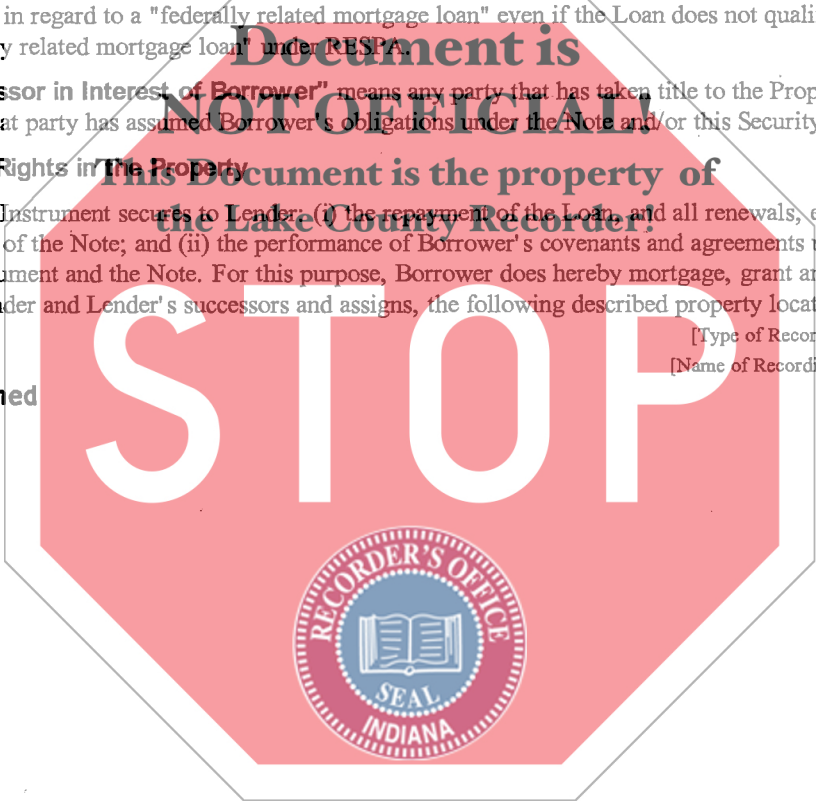 in regard to a "federally related mortgage loan" even if the Loan does not quali
y related mortgage loan" under RESPA.
Document is
ssor in Interest of Borrower" means any party that has taken title to the Prop
NOT OFFICIAL!
at party has assumed Borrower's obligations under the Note and/or this Security
Rights in the Property
This Document is the property of
Instrument secures to Lender: (i) the repayment of the Loan, and all renewals, e
the Lake County Recorder!
of the Note; and (ii) the performance of Borrower's covenants and agreements u
ument and the Note. For this purpose, Borrower does hereby mortgage, grant an
der and Lender's successors and assigns, the following described property locat
[Type of Recor
[Name of Recordi
ned
STOP
RECORDER'S OFFICE
SEAL
INDIANA